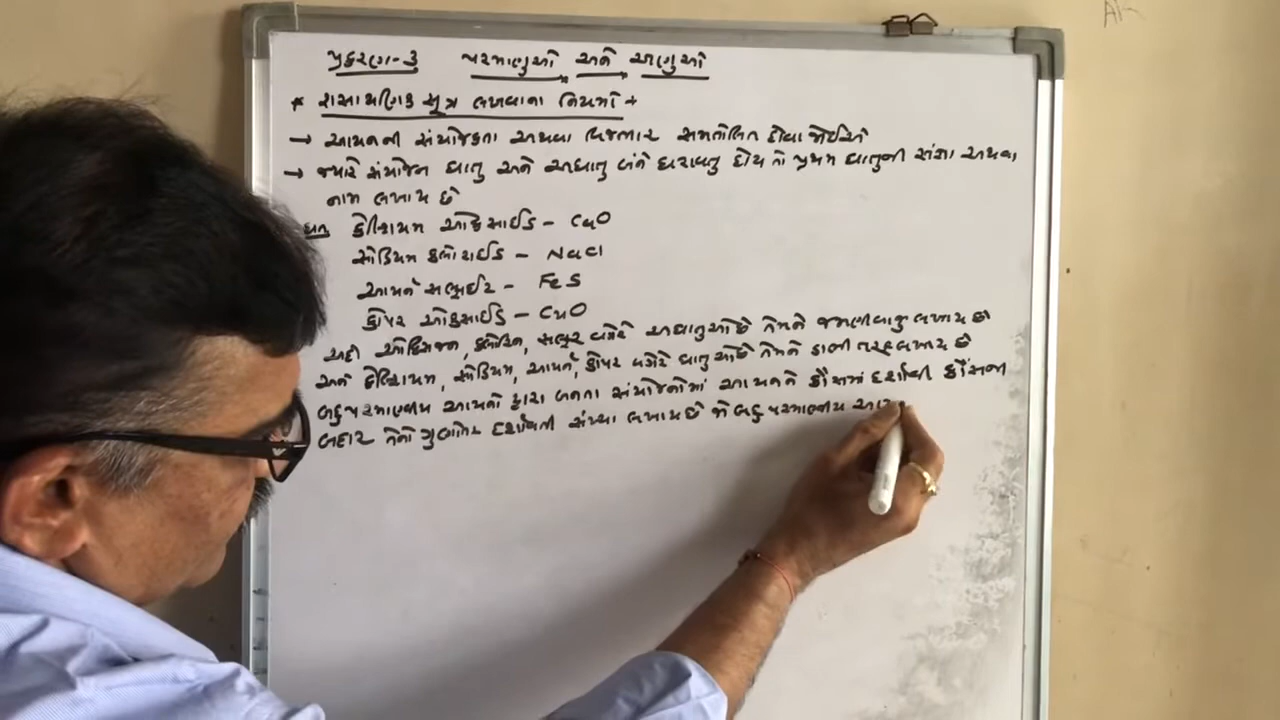 પ્રકરણ-3 પરમાણુઓ અને અણુઓ
* રાસાયણિક સૂત્ર લખવાના નિયમો →
→ આયનની સંયોજકતા અથવા વિજભાર સમતોલિત હોવા જોઈએ
→ જ્યારે સંયોજન ધાતુ અને અધાતુ બંને ધરાવતુ હોય તો પ્રથમ ધાતુની સંજ્ઞા અથવા
નામ લખાય છે
કેલ્શિયમ ઓક્સાઈડ - CaO
સોડિયમ ક્લોરાઈડ - NaCl
આયર્ન સલ્ફાઈડ - FeS
કોપર ઓક્સાઈડ - CuO
અહી ઓક્સિજન, ક્લોરિન, સલ્ફર વગેરે અધાતુઓ છે તેમને જમણીબાજુ લખાય છે
અને કેલ્શિયમ, સોડિયમ, આયર્ન, કોપર વગેરે ધાતુઓ છે તેમને ડાબી તરફ લખાય છે
બહુપરમાણ્વીય આયનો દ્વારા બનતા સંયોજનોમાં આયનને કૌંસમાં દર્શાવી કૌંસની
બહાર તેનો ગુણોત્તર દર્શાવતી સંખ્યા લખાય છે જો બહુપરમાણ્વીય